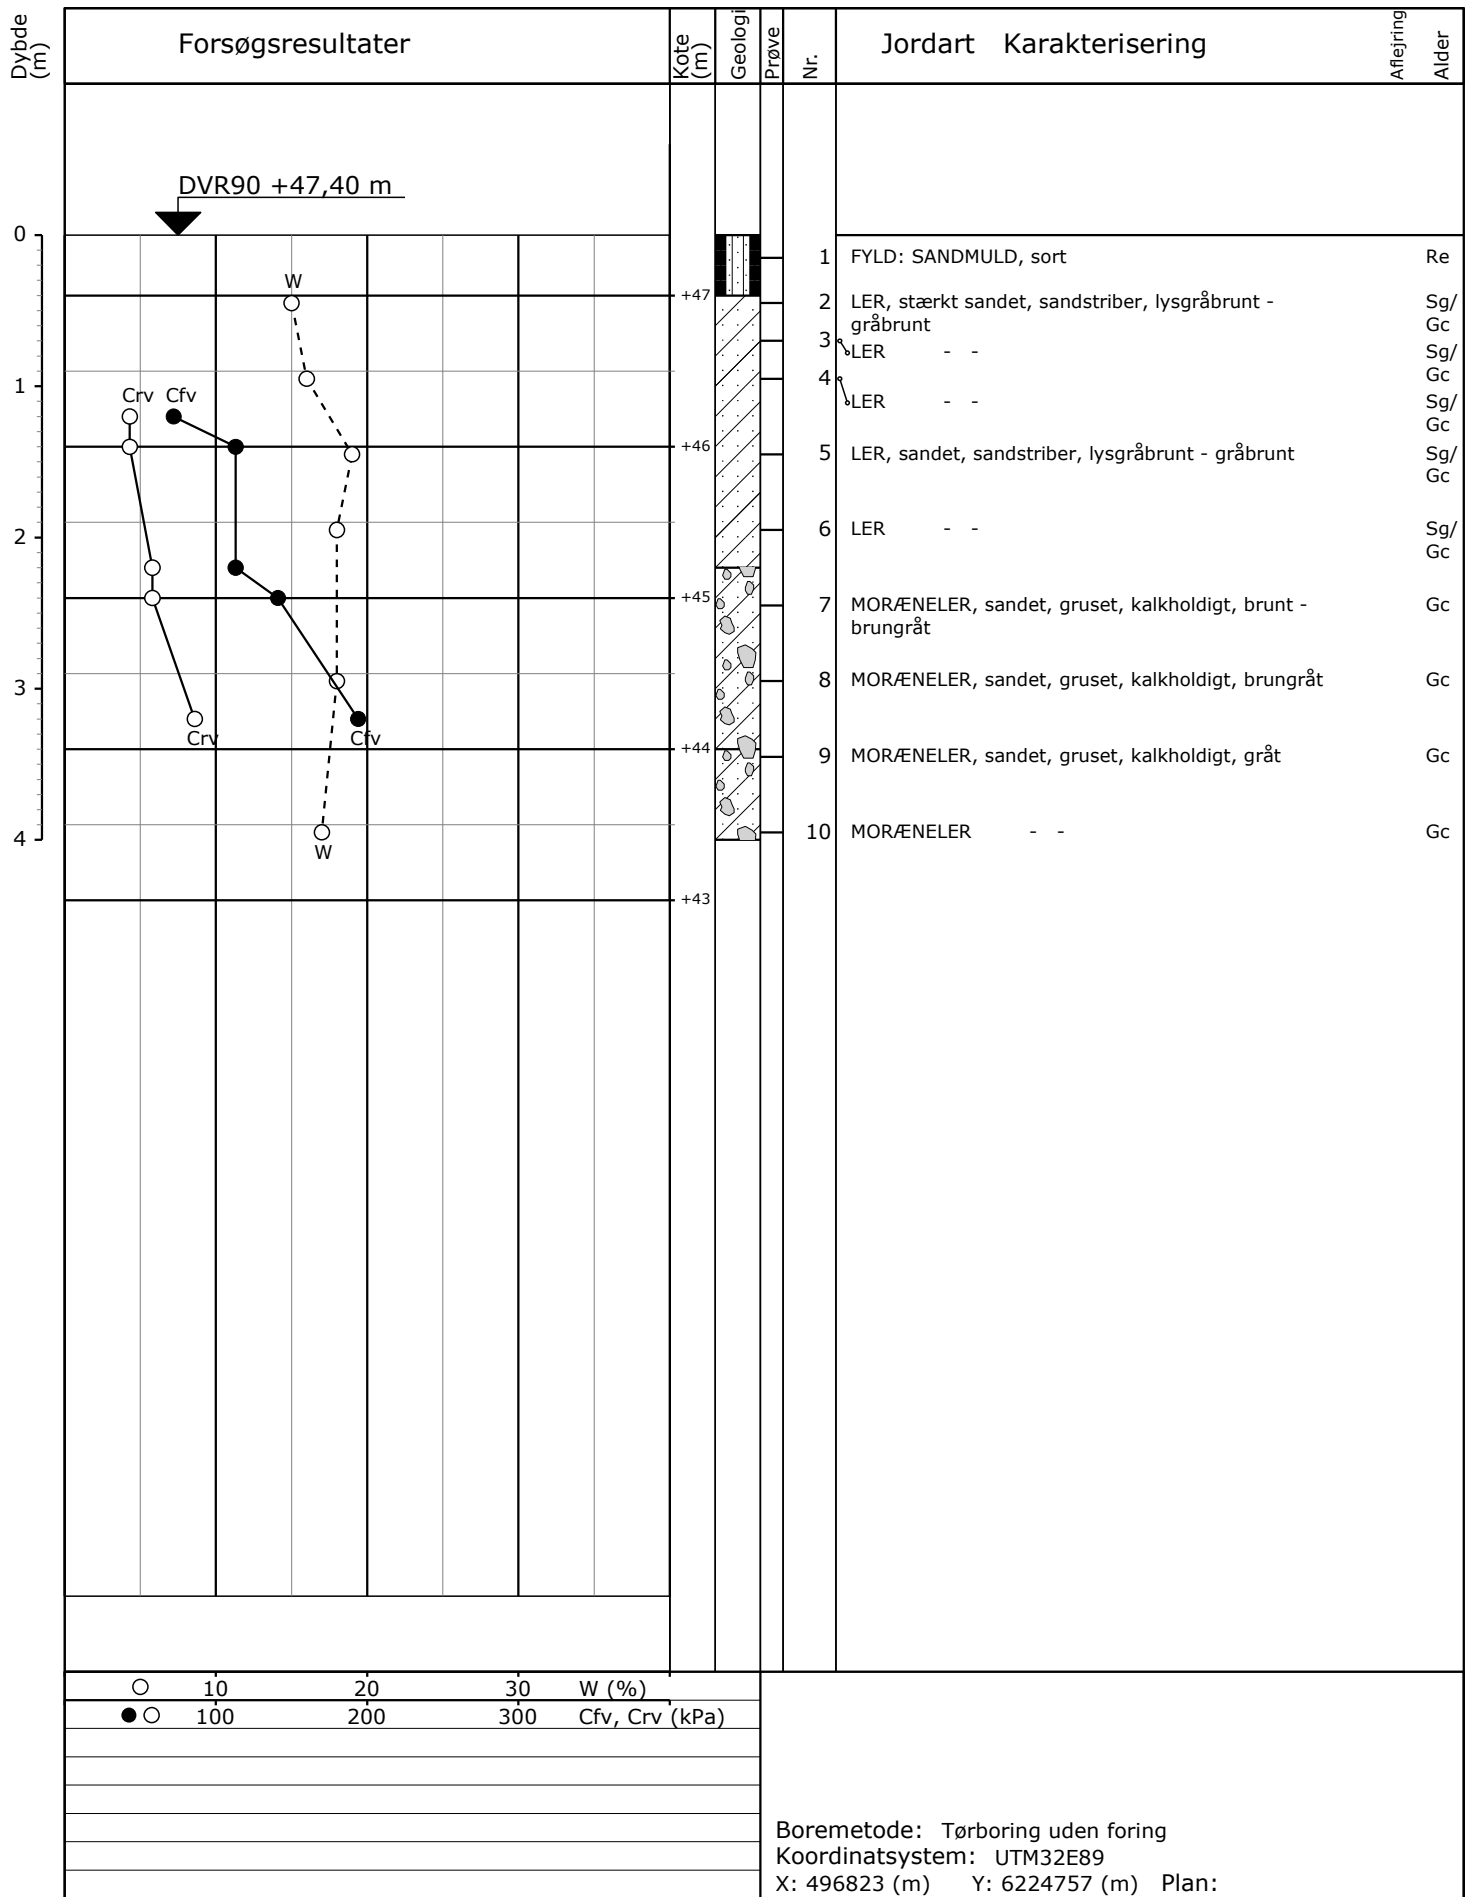 Dybde (m)
Forsøgsresultater
Kote (m)
Geologi
Prøve
Nr.
Jordart Karakterisering
Aflejring
Alder
DVR90 +47,40 m
0
1 FYLD: SANDMULD, sort Re
W
+47
2 LER, stærkt sandet, sandstriber, lysgråbrunt - Sg/
gråbrunt Gc
3 LER - - Sg/
Gc
4 LER - - Sg/
Gc
1
Crv Cfv
+46
5 LER, sandet, sandstriber, lysgråbrunt - gråbrunt Sg/
Gc
2
6 LER - - Sg/
Gc
+45
7 MORÆNELER, sandet, gruset, kalkholdigt, brunt - Gc
brungråt
3
8 MORÆNELER, sandet, gruset, kalkholdigt, brungråt Gc
Crv Cfv
+44
9 MORÆNELER, sandet, gruset, kalkholdigt, gråt Gc
4
10 MORÆNELER - - Gc
W
+43
10 20 30 W (%)
100 200 300 Cfv, Crv (kPa)
Boremetode: Tørboring uden foring
Koordinatsystem: UTM32E89
X: 496823 (m) Y: 6224757 (m) Plan: